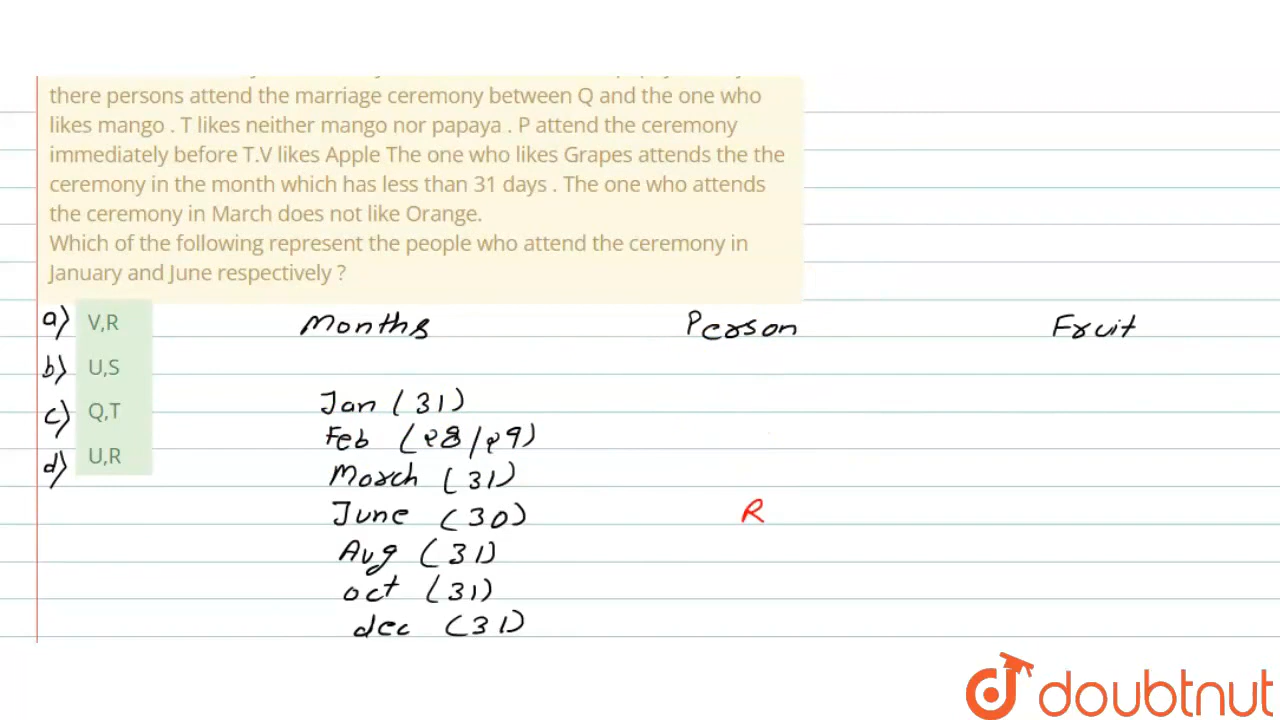 there persons attend the marriage ceremony between Q and the one who
likes mango . T likes neither mango nor papaya . P attend the ceremony
immediately before T.V likes Apple The one who likes Grapes attends the the
ceremony in the month which has less than 31 days . The one who attends
the ceremony in March does not like Orange.
Which of the following represent the people who attend the ceremony in
January and June respectively ?
a) V,R
b) U,S
c) Q,T
d) U,R
Months Person Fruit
Jan (31)
Feb (28/29)
March (31)
June (30) R
Aug (31)
oct (31)
dec (31)
doubtnut